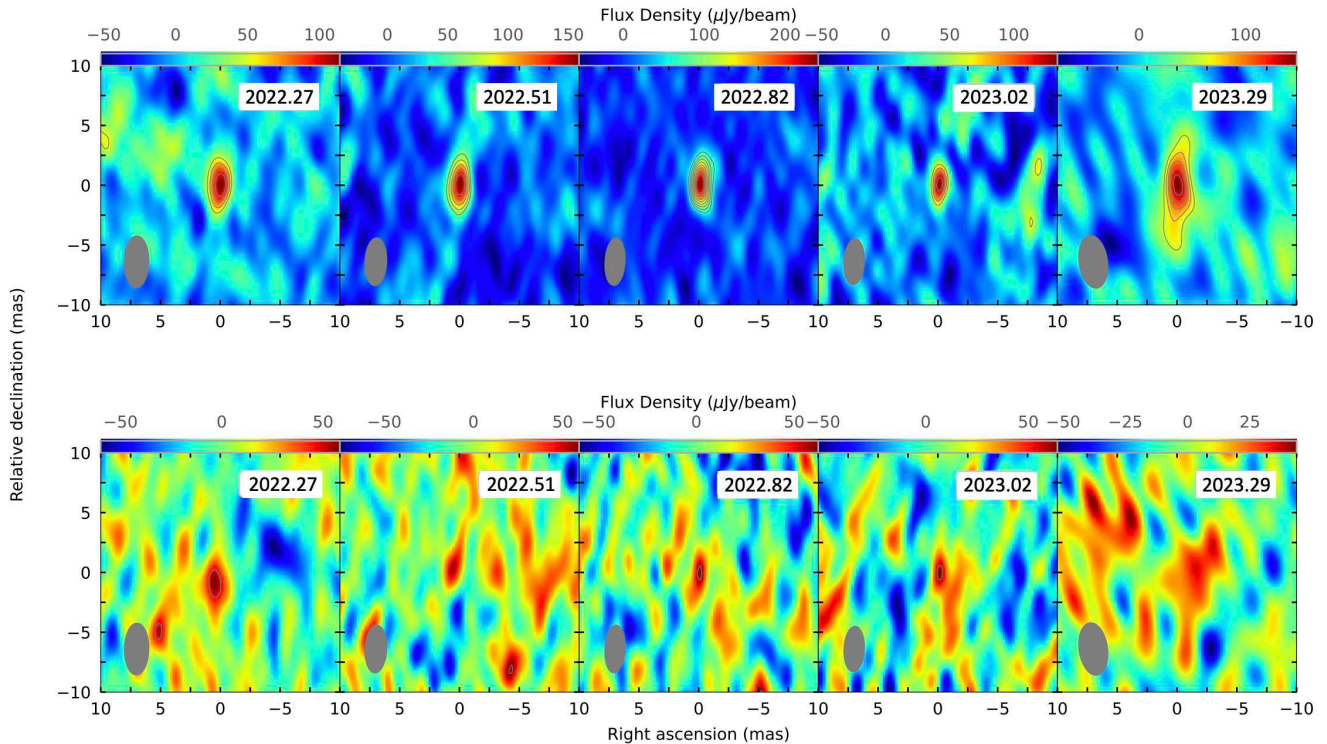 Flux Density (μJy/beam)
−50 0 50 100 0 50 100 150 0 100 200 −50 0 50 100 0 100
10 2022.27 2022.51 2022.82 2023.02 2023.29
5
0
−5
−10
10 5 0 −5 10 5 0 −5 10 5 0 −5 10 5 0 −5 10 5 0 −5 −10
Relative declination (mas)
Flux Density (μJy/beam)
−50 0 50 −50 0 50 −50 0 50 −50 0 50 −50 −25 0 25
10 2022.27 2022.51 2022.82 2023.02 2023.29
5
0
−5
−10
10 5 0 −5 10 5 0 −5 10 5 0 −5 10 5 0 −5 10 5 0 −5 −10
Right ascension (mas)